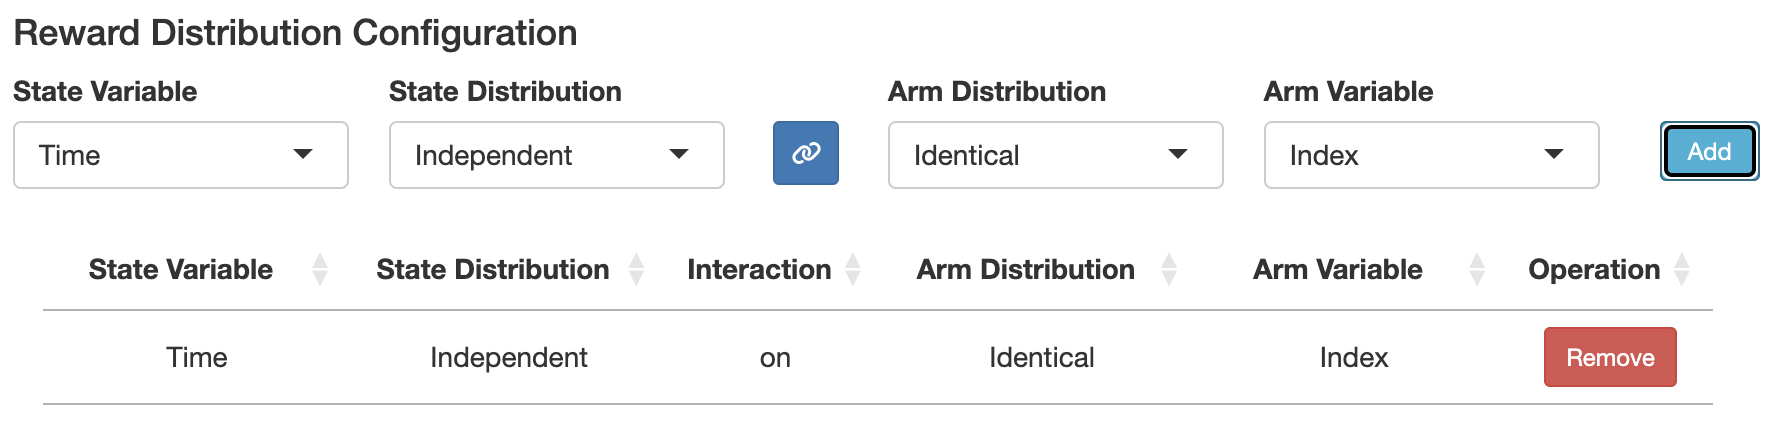 Reward Distribution Configuration
State Variable State Distribution Arm Distribution Arm Variable
Time Independent Identical Index Add
State Variable State Distribution Interaction Arm Distribution Arm Variable Operation
Time Independent on Identical Index Remove